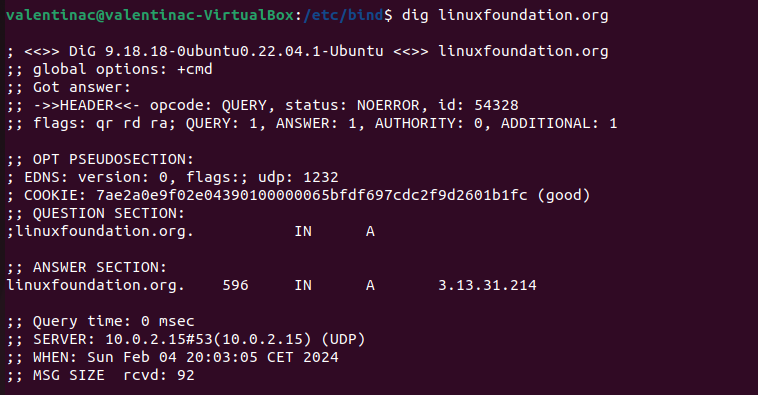 valentinac@valentinac-VirtualBox:/etc/bind$ dig linuxfoundation.org

; <<>> DiG 9.18.18-0ubuntu0.22.04.1-Ubuntu <<>> linuxfoundation.org
;; global options: +cmd
;; Got answer:
;; ->>HEADER<<- opcode: QUERY, status: NOERROR, id: 54328
;; flags: qr rd ra; QUERY: 1, ANSWER: 1, AUTHORITY: 0, ADDITIONAL: 1

;; OPT PSEUDOSECTION:
; EDNS: version: 0, flags:; udp: 1232
; COOKIE: 7ae2a0e9f02e04390100000065bfdf697cdc2f9d2601b1fc (good)
;; QUESTION SECTION:
;linuxfoundation.org.           IN      A

;; ANSWER SECTION:
linuxfoundation.org.    596     IN      A       3.13.31.214

;; Query time: 0 msec
;; SERVER: 10.0.2.15#53(10.0.2.15) (UDP)
;; WHEN: Sun Feb 04 20:03:05 CET 2024
;; MSG SIZE  rcvd: 92